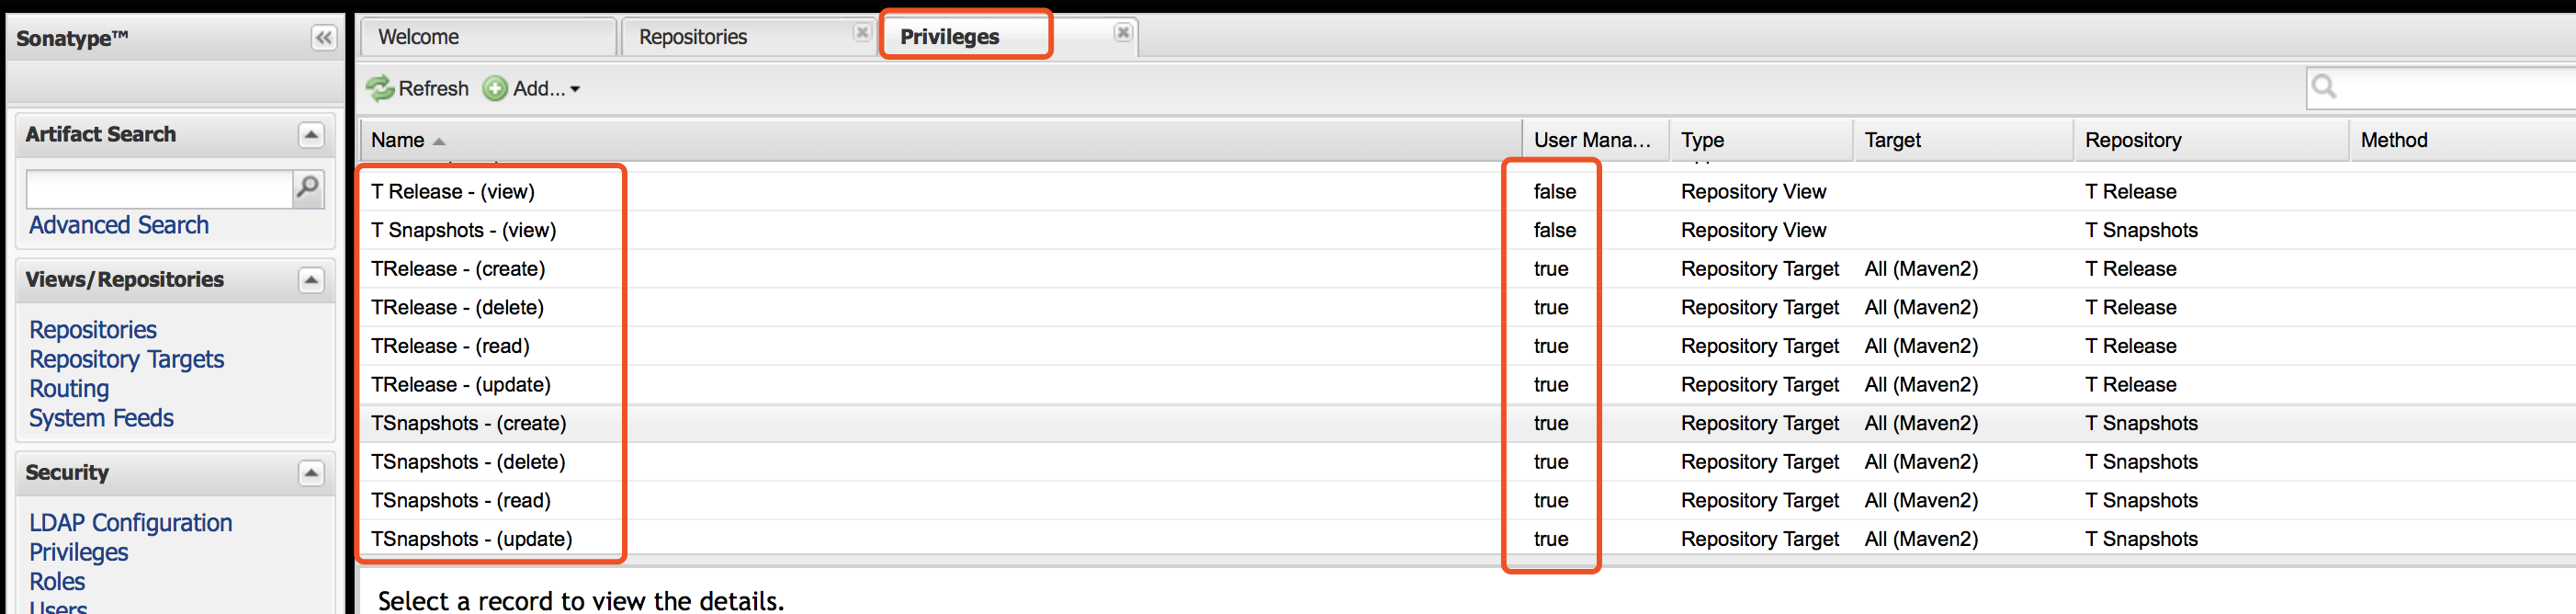 Sonatype™
Welcome
Repositories
Privileges
Refresh
Add...
Artifact Search
Advanced Search
Views/Repositories
Repositories
Repository Targets
Routing
System Feeds
Security
LDAP Configuration
Privileges
Roles
Users
Name User Mana... Type Target Repository Method
T Release - (view) false Repository View T Release
T Snapshots - (view) false Repository View T Snapshots
TRelease - (create) true Repository Target All (Maven2) T Release
TRelease - (delete) true Repository Target All (Maven2) T Release
TRelease - (read) true Repository Target All (Maven2) T Release
TRelease - (update) true Repository Target All (Maven2) T Release
TSnapshots - (create) true Repository Target All (Maven2) T Snapshots
TSnapshots - (delete) true Repository Target All (Maven2) T Snapshots
TSnapshots - (read) true Repository Target All (Maven2) T Snapshots
TSnapshots - (update) true Repository Target All (Maven2) T Snapshots
Select a record to view the details.